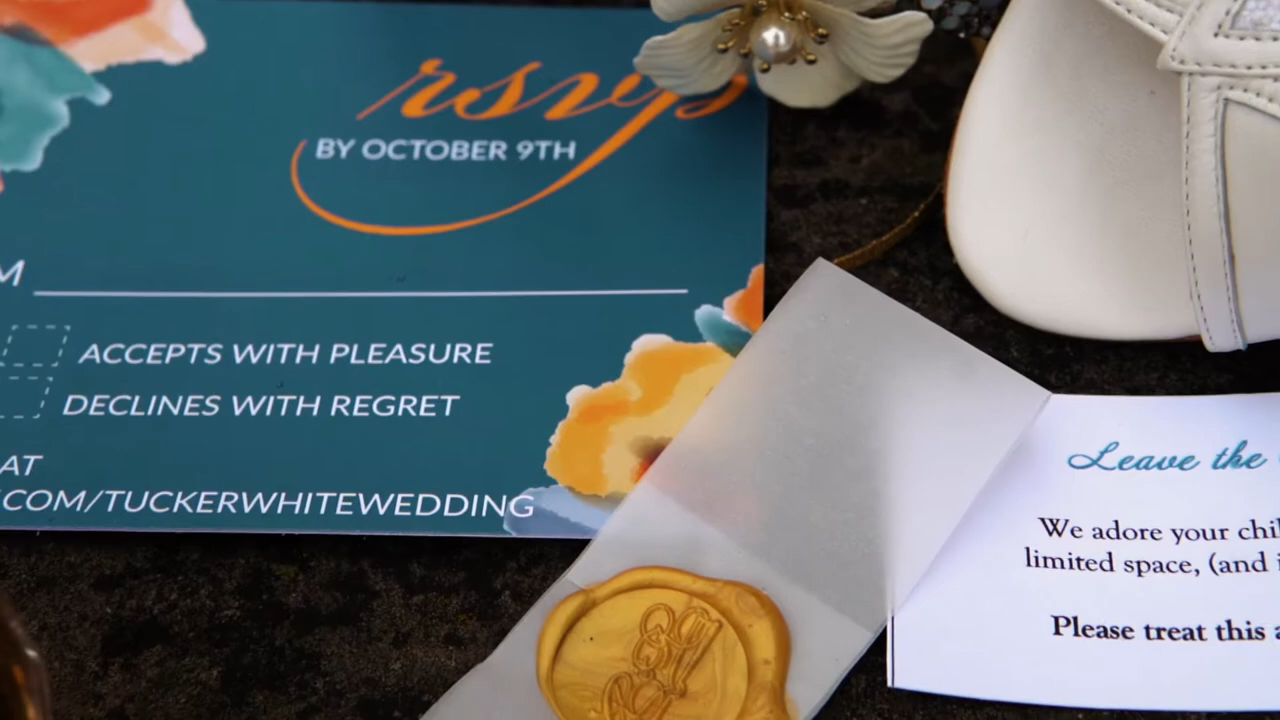 rsvp
BY OCTOBER 9TH
M
ACCEPTS WITH PLEASURE
DECLINES WITH REGRET
AT
.COM/TUCKERWHITEWEDDING
Leave the
We adore your chil
limited space, (and i
Please treat this a